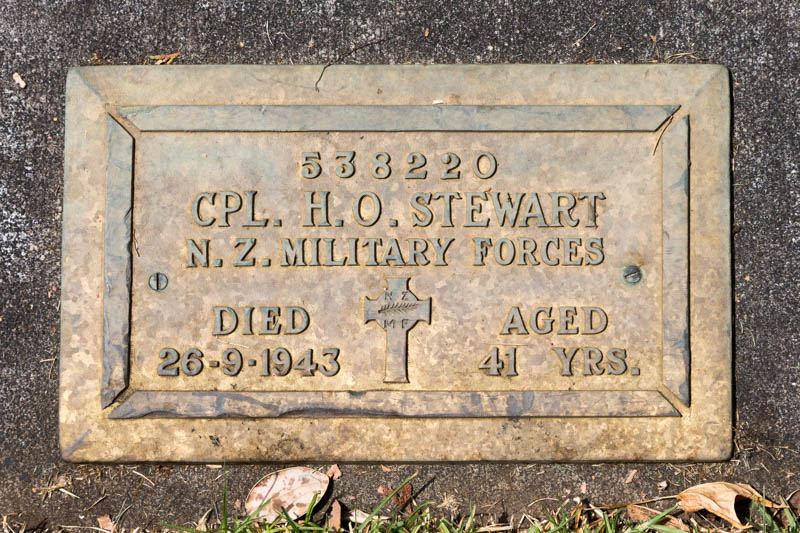 538220
CPL. H. O. STEWART
N. Z. MILITARY FORCES
N Z
M F
DIED
26-9-1943
AGED
41 YRS.